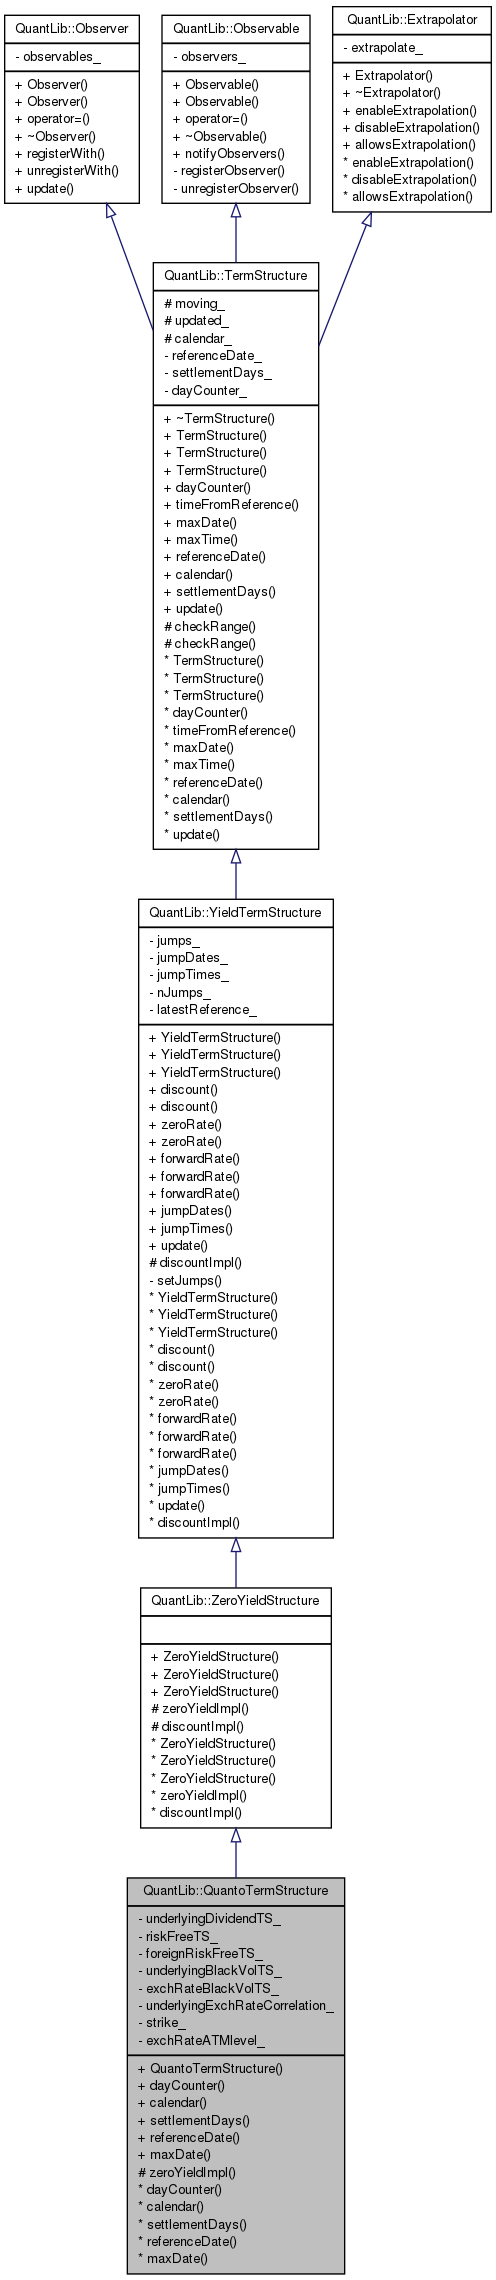 QuantLib::Observer
- observables_
+ Observer()
+ Observer()
+ operator=()
+ ~Observer()
+ registerWith()
+ unregisterWith()
+ update()
QuantLib::Observable
- observers_
+ Observable()
+ Observable()
+ operator=()
+ ~Observable()
+ notifyObservers()
- registerObserver()
- unregisterObserver()
QuantLib::Extrapolator
- extrapolate_
+ Extrapolator()
+ ~Extrapolator()
+ enableExtrapolation()
+ disableExtrapolation()
+ allowsExtrapolation()
* enableExtrapolation()
* disableExtrapolation()
* allowsExtrapolation()
QuantLib::TermStructure
# moving_
# updated_
# calendar_
- referenceDate_
- settlementDays_
- dayCounter_
+ ~TermStructure()
+ TermStructure()
+ TermStructure()
+ TermStructure()
+ dayCounter()
+ timeFromReference()
+ maxDate()
+ maxTime()
+ referenceDate()
+ calendar()
+ settlementDays()
+ update()
# checkRange()
# checkRange()
* TermStructure()
* TermStructure()
* TermStructure()
* dayCounter()
* timeFromReference()
* maxDate()
* maxTime()
* referenceDate()
* calendar()
* settlementDays()
* update()
QuantLib::YieldTermStructure
- jumps_
- jumpDates_
- jumpTimes_
- nJumps_
- latestReference_
+ YieldTermStructure()
+ YieldTermStructure()
+ YieldTermStructure()
+ discount()
+ discount()
+ zeroRate()
+ zeroRate()
+ forwardRate()
+ forwardRate()
+ forwardRate()
+ jumpDates()
+ jumpTimes()
+ update()
# discountImpl()
- setJumps()
* YieldTermStructure()
* YieldTermStructure()
* YieldTermStructure()
* discount()
* discount()
* zeroRate()
* zeroRate()
* forwardRate()
* forwardRate()
* forwardRate()
* jumpDates()
* jumpTimes()
* update()
* discountImpl()
QuantLib::ZeroYieldStructure
+ ZeroYieldStructure()
+ ZeroYieldStructure()
+ ZeroYieldStructure()
# zeroYieldImpl()
# discountImpl()
* ZeroYieldStructure()
* ZeroYieldStructure()
* ZeroYieldStructure()
* zeroYieldImpl()
* discountImpl()
QuantLib::QuantoTermStructure
- underlyingDividendTS_
- riskFreeTS_
- foreignRiskFreeTS_
- underlyingBlackVolTS_
- exchRateBlackVolTS_
- underlyingExchRateCorrelation_
- strike_
- exchRateATMlevel_
+ QuantoTermStructure()
+ dayCounter()
+ calendar()
+ settlementDays()
+ referenceDate()
+ maxDate()
# zeroYieldImpl()
* dayCounter()
* calendar()
* settlementDays()
* referenceDate()
* maxDate()